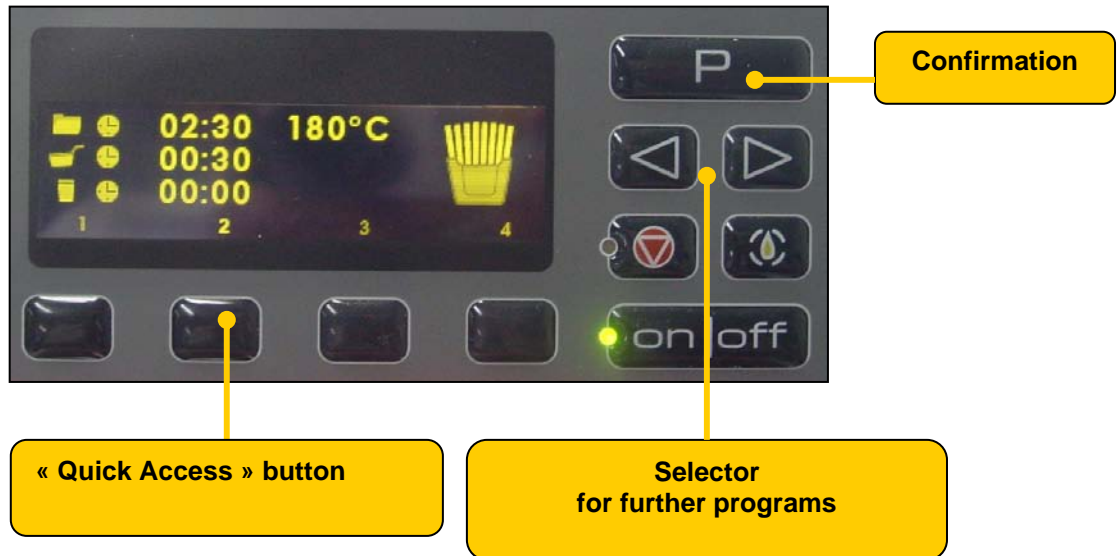 P
Confirmation
02:30 180°C
00:30
00:00
1 2 3 4
on off
« Quick Access » button
Selector
for further programs